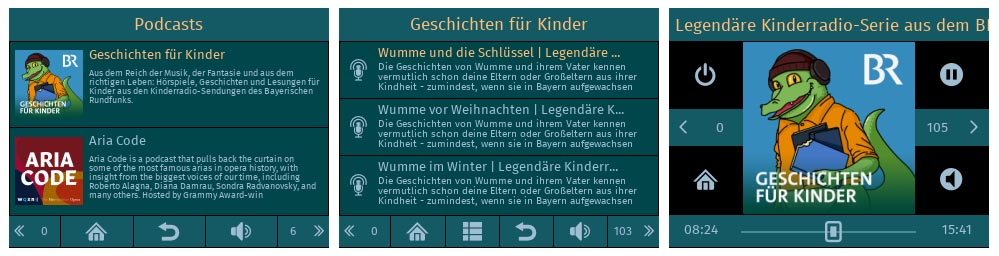 Podcasts
Geschichten für Kinder
Aus dem Reich der Musik, der Fantasie und aus dem
richtigen Leben: Hörspiele, Geschichten und Lesungen für
Kinder aus den Kinderradio-Sendungen des Bayerischen
Rundfunks.
BR
GESCHICHTEN
FÜR KINDER
Aria Code
Aria Code is a podcast that pulls back the curtain on
some of the most famous arias in opera history, with
insight from the biggest voices of our time, including
Roberto Alagna, Diana Damrau, Sondra Radvanovsky, and
many others. Hosted by Grammy Award-win
ARIA
CODE
WQXR
0
6
Geschichten für Kinder
Wumme und die Schlüssel | Legendäre ...
Die Geschichten von Wumme und ihrem Vater kennen
vermutlich schon deine Eltern oder Großeltern aus ihrer
Kindheit - zumindest, wenn sie in Bayern aufgewachsen
Wumme vor Weihnachten | Legendäre K...
Die Geschichten von Wumme und ihrem Vater kennen
vermutlich schon deine Eltern oder Großeltern aus ihrer
Kindheit - zumindest, wenn sie in Bayern aufgewachsen
Wumme im Winter | Legendäre Kinderr...
Die Geschichten von Wumme und ihrem Vater kennen
vermutlich schon deine Eltern oder Großeltern aus ihrer
Kindheit - zumindest, wenn sie in Bayern aufgewachsen
0
103
Legendäre Kinderradio-Serie aus dem BR
BR
0
105
GESCHICHTEN
FÜR KINDER
08:24
15:41